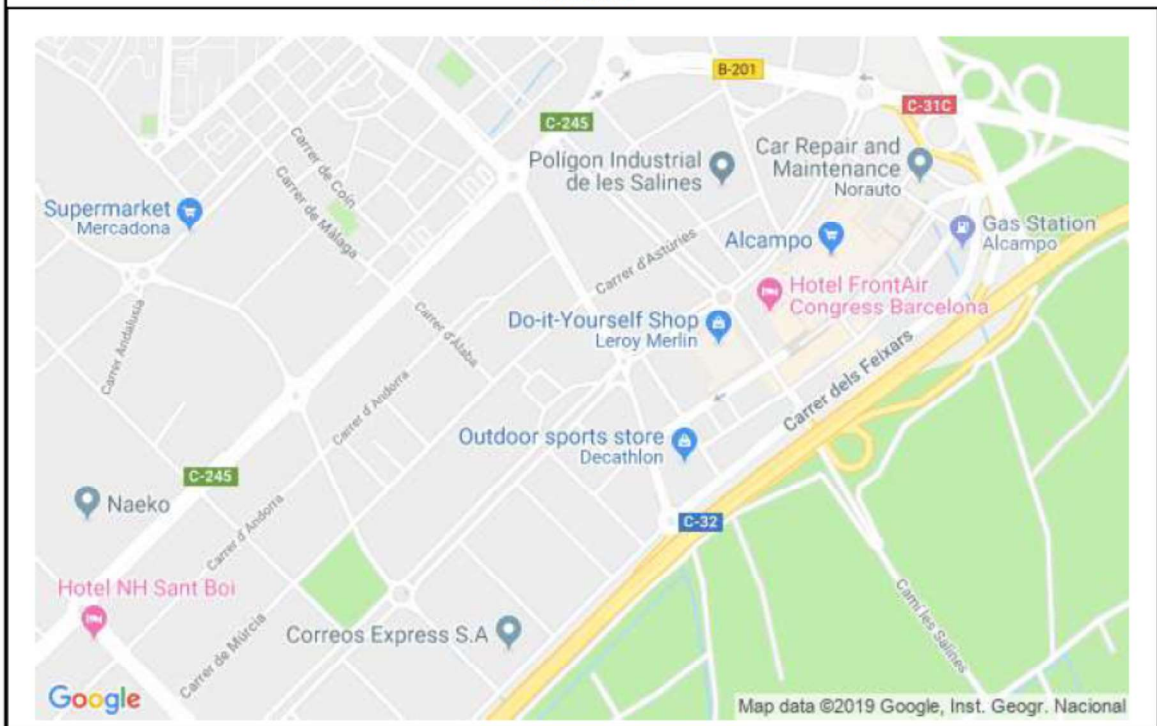 B-201
C-31C
C-245
Polígon Industrial
de les Salines
Car Repair and
Maintenance
Norauto
Carrer de Coín
Carrer de Málaga
Supermarket
Mercadona
Alcampo
Gas Station
Alcampo
Carrer d'Astúries
Hotel FrontAir
Congress Barcelona
Do-it-Yourself Shop
Leroy Merlin
Carrer Andalusia
Carrer d'Àlaba
Carrer dels Feixars
Carrer d'Andorra
Outdoor sports store
Decathlon
C-245
Naeko
C-32
Carrer d'Andorra
Hotel NH Sant Boi
Camí les Salines
Correos Express S.A
Carrer de Múrcia
Google
Map data ©2019 Google, Inst. Geogr. Nacional